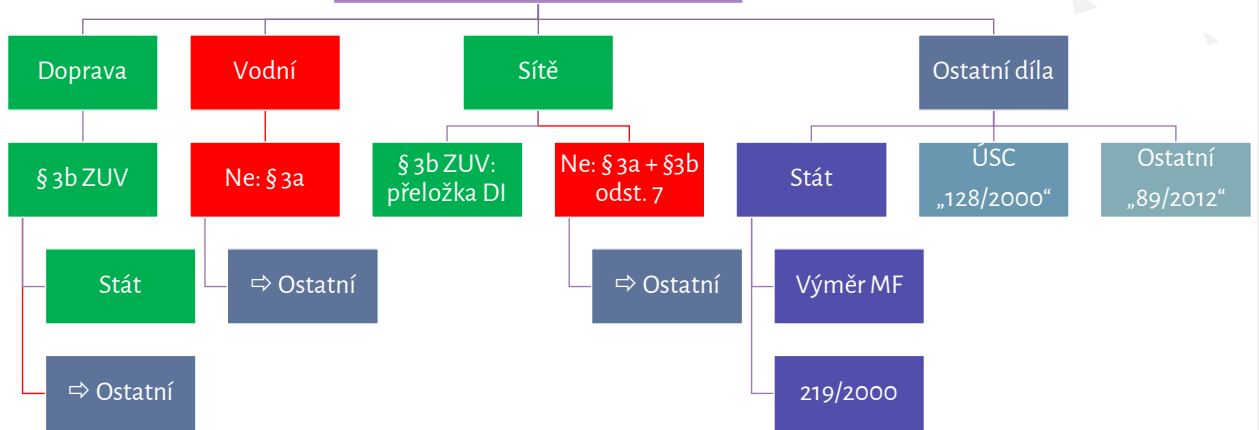 Doprava
Vodní
Sítě
Ostatní díla
§ 3b ZUV
Ne: § 3a
§ 3b ZUV:
přeložka DI
Ne: § 3a + §3b
odst. 7
Stát
ÚSC
„128/2000“
Ostatní
„89/2012“
Stát
⇨ Ostatní
⇨ Ostatní
Výměr MF
⇨ Ostatní
219/2000